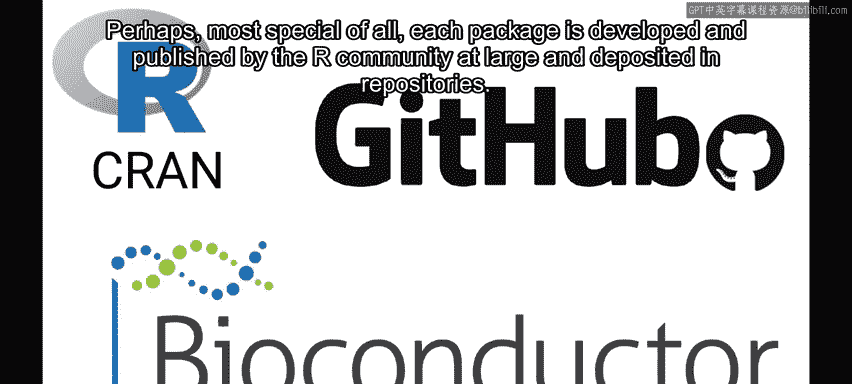 GPT中英字幕课程资源@bilibili.com
Perhaps, most special of all, each package is developed and
published by the R community at large and deposited in
repositories.
R
CRAN
GitHub
Bioconductor